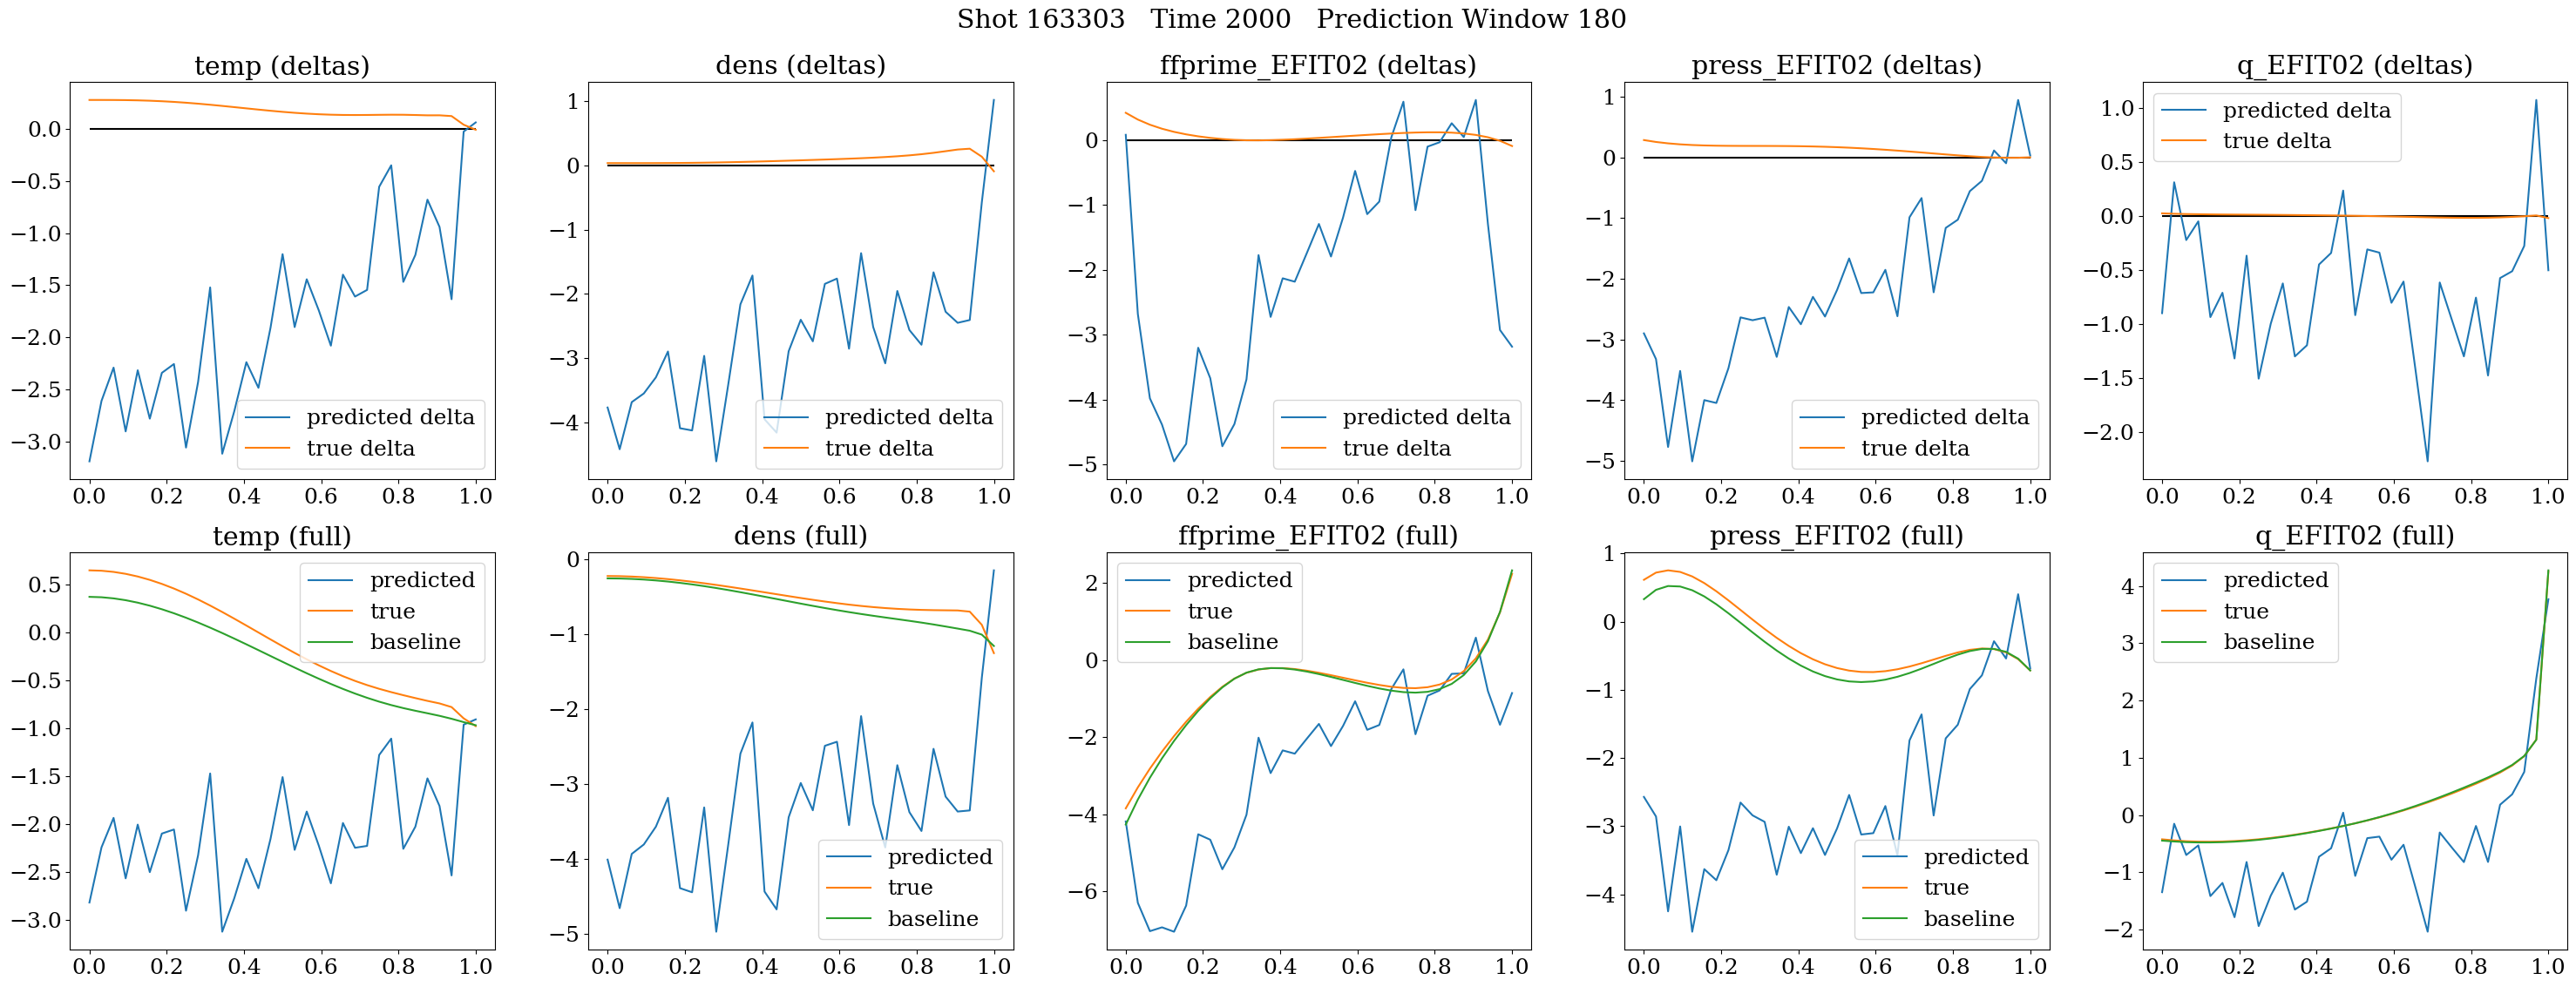 Shot 163303   Time 2000   Prediction Window 180
temp (deltas)
0.0
−0.5
−1.0
−1.5
−2.0
−2.5
−3.0
predicted delta
true delta
0.0 0.2 0.4 0.6 0.8 1.0
dens (deltas)
1
0
−1
−2
−3
−4
predicted delta
true delta
0.0 0.2 0.4 0.6 0.8 1.0
ffprime_EFIT02 (deltas)
0
−1
−2
−3
−4
−5
predicted delta
true delta
0.0 0.2 0.4 0.6 0.8 1.0
press_EFIT02 (deltas)
1
0
−1
−2
−3
−4
−5
predicted delta
true delta
0.0 0.2 0.4 0.6 0.8 1.0
q_EFIT02 (deltas)
predicted delta
true delta
1.0
0.5
0.0
−0.5
−1.0
−1.5
−2.0
0.0 0.2 0.4 0.6 0.8 1.0
temp (full)
predicted
true
baseline
0.5
0.0
−0.5
−1.0
−1.5
−2.0
−2.5
−3.0
0.0 0.2 0.4 0.6 0.8 1.0
dens (full)
0
−1
−2
−3
−4
−5
predicted
true
baseline
0.0 0.2 0.4 0.6 0.8 1.0
ffprime_EFIT02 (full)
predicted
true
baseline
2
0
−2
−4
−6
0.0 0.2 0.4 0.6 0.8 1.0
press_EFIT02 (full)
1
0
−1
−2
−3
−4
predicted
true
baseline
0.0 0.2 0.4 0.6 0.8 1.0
q_EFIT02 (full)
predicted
true
baseline
4
3
2
1
0
−1
−2
0.0 0.2 0.4 0.6 0.8 1.0